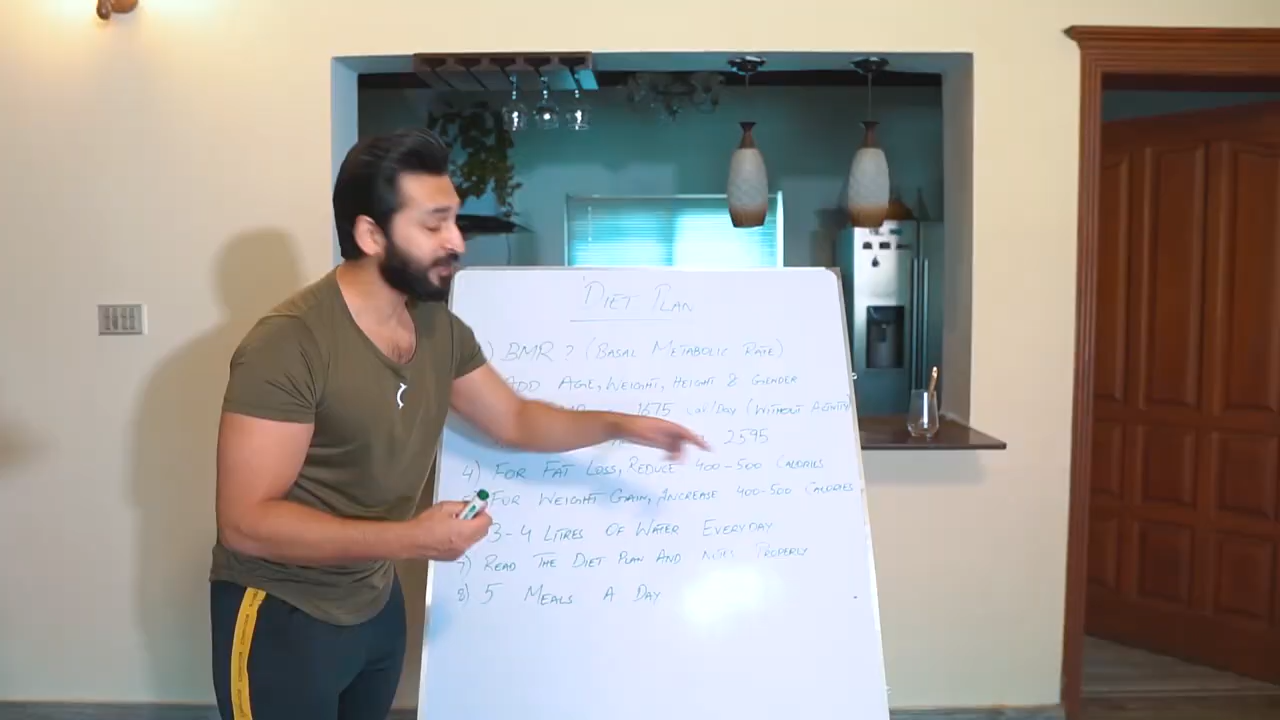 DIET PLAN
) BMR ? (BASAL METABOLIC RATE)
ADD AGE, WEIGHT, HEIGHT & GENDER
1675 CAL/DAY (WITHOUT ACTIVITY)
2595
4) FOR FAT LOSS, REDUCE 400-500 CALORIES
FOR WEIGHT GAIN, INCREASE 400-500 CALORIES
3-4 LITRES OF WATER EVERYDAY
7) READ THE DIET PLAN AND NOTES PROPERLY
8) 5 MEALS A DAY